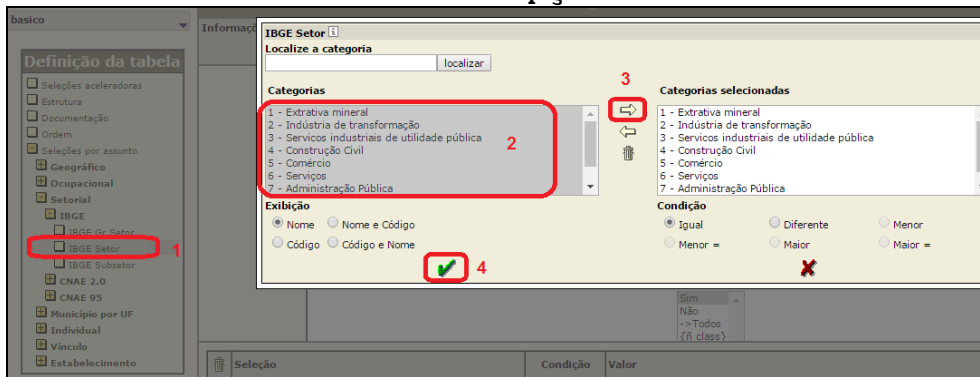 basico
Definição da tabela
Seleções aceleradoras
Estrutura
Documentação
Ordem
Seleções por assunto
Geográfico
Ocupacional
Setorial
IBGE
IBGE Gr Setor
IBGE Setor
1
IBGE Subsetor
CNAE 2.0
CNAE 95
Município por UF
Individual
Vínculo
Estabelecimento
IBGE Setor
Localize a categoria
localizar
Categorias
1 - Extrativa mineral
2 - Indústria de transformação
3 - Servicos industriais de utilidade pública
4 - Construção Civil
5 - Comércio
6 - Serviços
7 - Administração Pública
2
3
Categorias selecionadas
1 - Extrativa mineral
2 - Indústria de transformação
3 - Servicos industriais de utilidade pública
4 - Construção Civil
5 - Comércio
6 - Serviços
7 - Administração Pública
Exibição
Nome Nome e Código
Código Código e Nome
Condição
Igual Diferente Menor
Menor = Maior Maior =
4
Sim
Não
->Todos
{ñ class}
Seleção Condição Valor